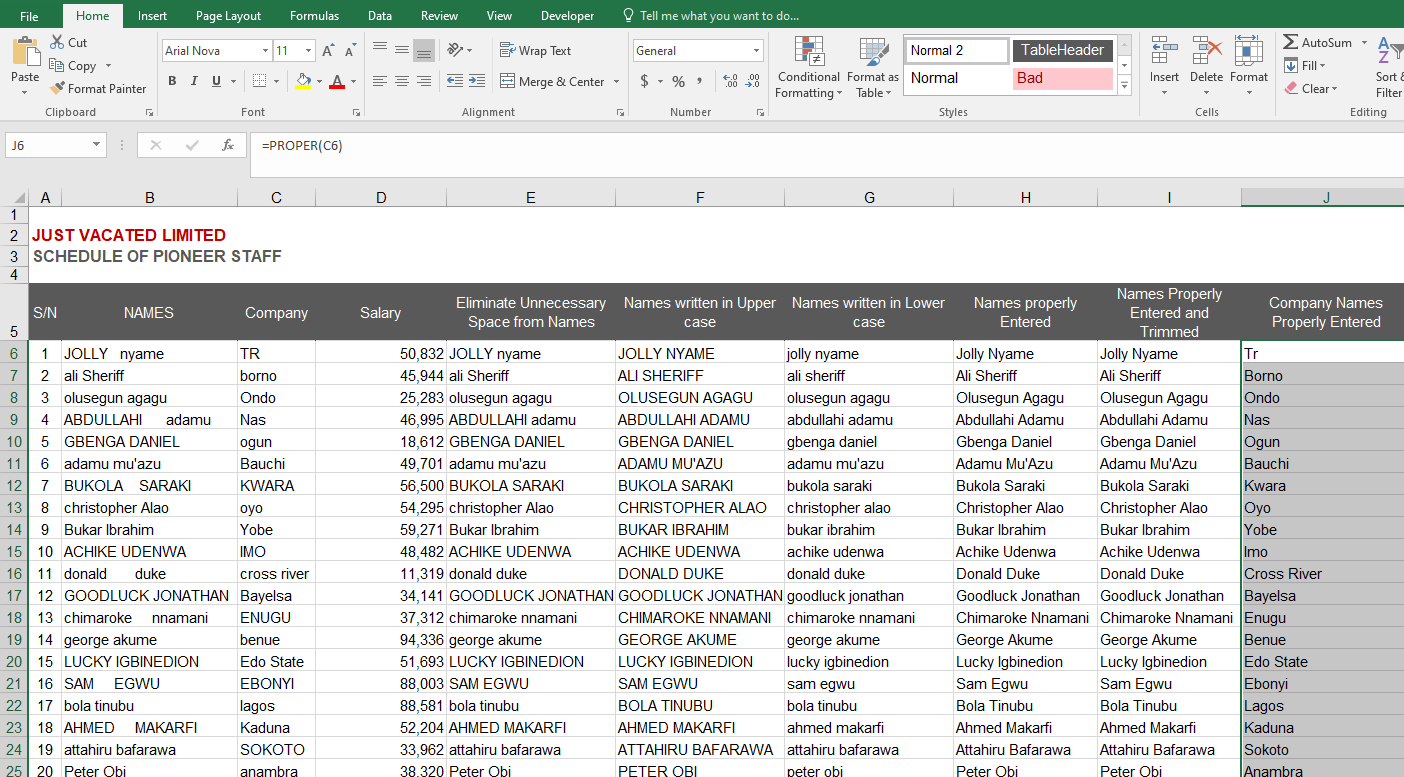 File Home Insert Page Layout Formulas Data Review View Developer Tell me what you want to do...
Cut
Copy
Format Painter
Paste
Clipboard
Arial Nova 11 A A
B I U A
Font
Wrap Text
Merge & Center
Alignment
General
$ % ,
Number
Conditional Formatting
Format as Table
Normal 2 TableHeader
Normal Bad
Styles
Insert Delete Format
Cells
AutoSum
Fill
Clear
Sort &
Filter
Editing
J6 fx =PROPER(C6)
A B C D E F G H I J
1
2 JUST VACATED LIMITED
3 SCHEDULE OF PIONEER STAFF
4
5 S/N NAMES Company Salary Eliminate Unnecessary Space from Names Names written in Upper case Names written in Lower case Names properly Entered Names Properly Entered and Trimmed Company Names Properly Entered
6 1 JOLLY   nyame TR 50,832 JOLLY nyame JOLLY NYAME jolly nyame Jolly Nyame Jolly Nyame Tr
7 2 ali Sheriff borno 45,944 ali Sheriff ALI SHERIFF ali sheriff Ali Sheriff Ali Sheriff Borno
8 3 olusegun agagu Ondo 25,283 olusegun agagu OLUSEGUN AGAGU olusegun agagu Olusegun Agagu Olusegun Agagu Ondo
9 4 ABDULLAHI      adamu Nas 46,995 ABDULLAHI adamu ABDULLAHI ADAMU abdullahi adamu Abdullahi Adamu Abdullahi Adamu Nas
10 5 GBENGA DANIEL ogun 18,612 GBENGA DANIEL GBENGA DANIEL gbenga daniel Gbenga Daniel Gbenga Daniel Ogun
11 6 adamu mu'azu Bauchi 49,701 adamu mu'azu ADAMU MU'AZU adamu mu'azu Adamu Mu'Azu Adamu Mu'Azu Bauchi
12 7 BUKOLA    SARAKI KWARA 56,500 BUKOLA SARAKI BUKOLA SARAKI bukola saraki Bukola Saraki Bukola Saraki Kwara
13 8 christopher Alao oyo 54,295 christopher Alao CHRISTOPHER ALAO christopher alao Christopher Alao Christopher Alao Oyo
14 9 Bukar Ibrahim Yobe 59,271 Bukar Ibrahim BUKAR IBRAHIM bukar ibrahim Bukar Ibrahim Bukar Ibrahim Yobe
15 10 ACHIKE UDENWA IMO 48,482 ACHIKE UDENWA ACHIKE UDENWA achike udenwa Achike Udenwa Achike Udenwa Imo
16 11 donald       duke cross river 11,319 donald duke DONALD DUKE donald duke Donald Duke Donald Duke Cross River
17 12 GOODLUCK JONATHAN Bayelsa 34,141 GOODLUCK JONATHAN GOODLUCK JONATHAN goodluck jonathan Goodluck Jonathan Goodluck Jonathan Bayelsa
18 13 chimaroke     nnamani ENUGU 37,312 chimaroke nnamani CHIMAROKE NNAMANI chimaroke nnamani Chimaroke Nnamani Chimaroke Nnamani Enugu
19 14 george akume benue 94,336 george akume GEORGE AKUME george akume George Akume George Akume Benue
20 15 LUCKY IGBINEDION Edo State 51,693 LUCKY IGBINEDION LUCKY IGBINEDION lucky igbinedion Lucky Igbinedion Lucky Igbinedion Edo State
21 16 SAM     EGWU EBONYI 88,003 SAM EGWU SAM EGWU sam egwu Sam Egwu Sam Egwu Ebonyi
22 17 bola tinubu lagos 88,581 bola tinubu BOLA TINUBU bola tinubu Bola Tinubu Bola Tinubu Lagos
23 18 AHMED     MAKARFI Kaduna 52,204 AHMED MAKARFI AHMED MAKARFI ahmed makarfi Ahmed Makarfi Ahmed Makarfi Kaduna
24 19 attahiru bafarawa SOKOTO 33,962 attahiru bafarawa ATTAHIRU BAFARAWA attahiru bafarawa Attahiru Bafarawa Attahiru Bafarawa Sokoto
25 20 Peter Obi anambra 38,320 Peter Obi PETER OBI peter obi Peter Obi Peter Obi Anambra